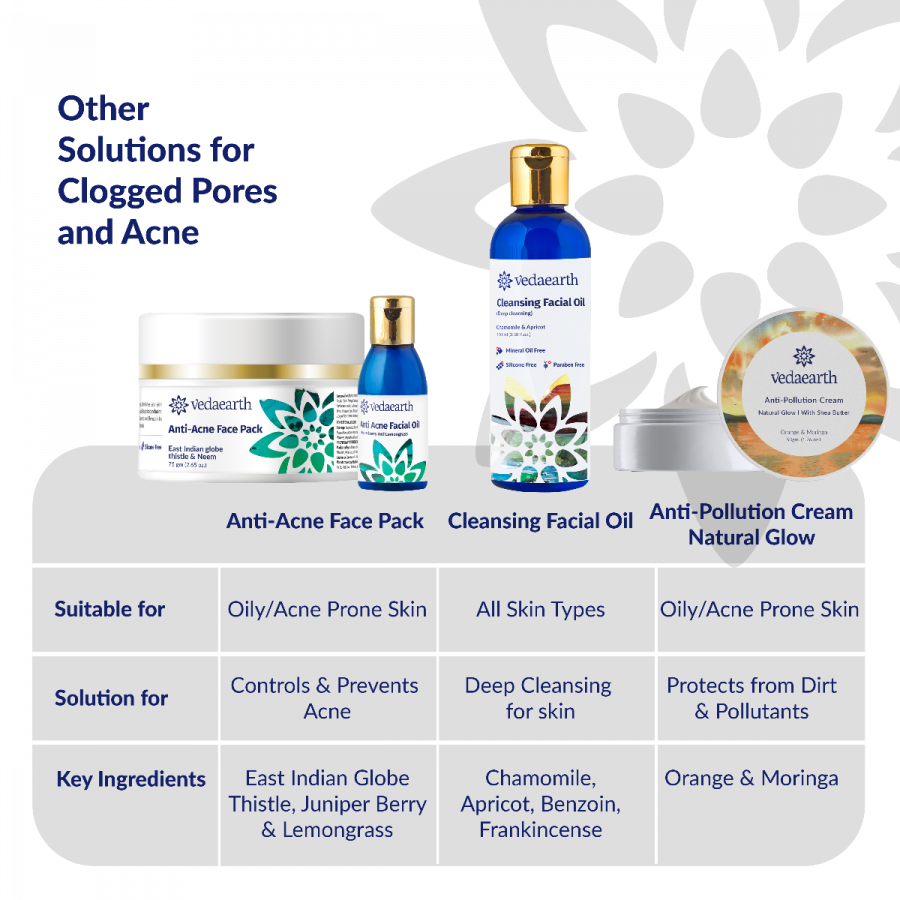 Other
Solutions for
Clogged Pores
and Acne
vedaearth
Anti-Acne Face Pack
East Indian globe
thistle & Neem
75 gm (2.65 oz.)
vedaearth
Anti Acne Facial Oil
vedaearth
Cleansing Facial Oil
(Deep cleansing)
Chamomile & Apricot
Mineral Oil Free
Silicone Free
Paraben Free
vedaearth
Anti-Pollution Cream
Natural Glow | With Shea Butter
Orange & Moringa
Anti-Acne Face Pack
Cleansing Facial Oil
Anti-Pollution Cream
Natural Glow
Suitable for
Oily/Acne Prone Skin
All Skin Types
Oily/Acne Prone Skin
Solution for
Controls & Prevents
Acne
Deep Cleansing
for skin
Protects from Dirt
& Pollutants
Key Ingredients
East Indian Globe
Thistle, Juniper Berry
& Lemongrass
Chamomile,
Apricot, Benzoin,
Frankincense
Orange & Moringa